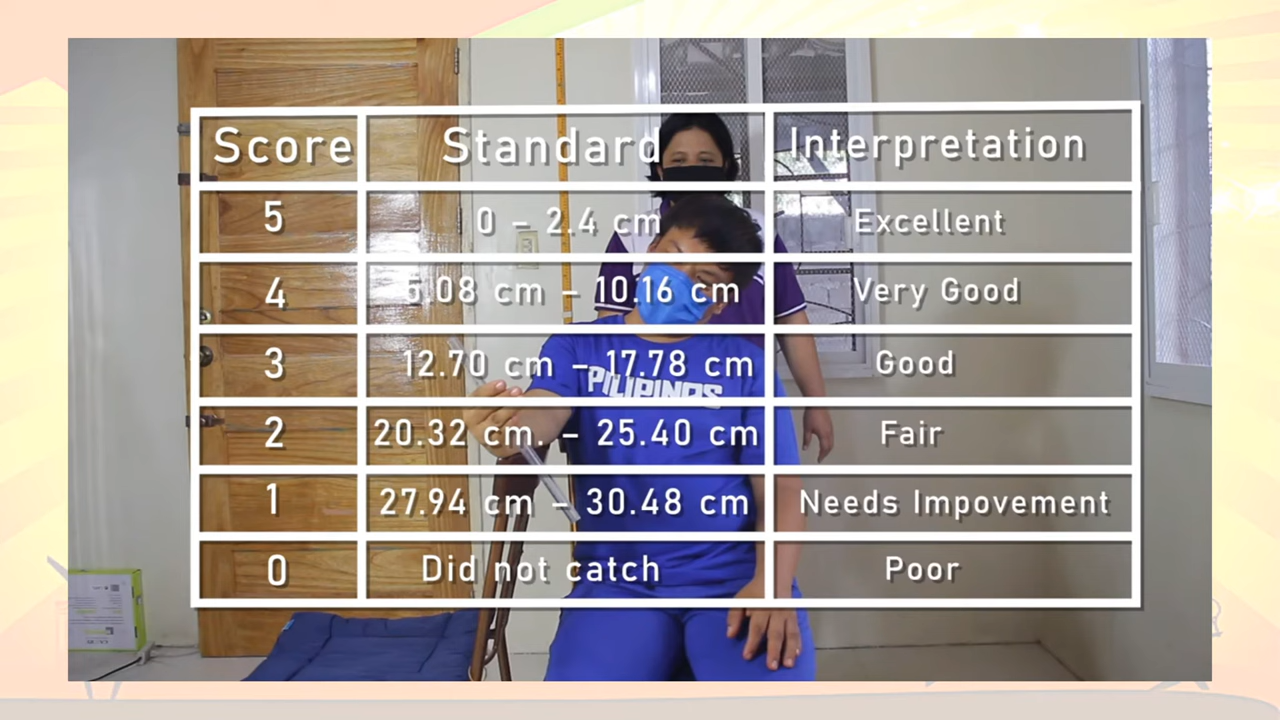 Score Standard Interpretation
5 0 - 2.4 cm Excellent
4 5.08 cm - 10.16 cm Very Good
3 12.70 cm - 17.78 cm Good
2 20.32 cm. - 25.40 cm Fair
1 27.94 cm - 30.48 cm Needs Impovement
0 Did not catch Poor
PILIPINAS